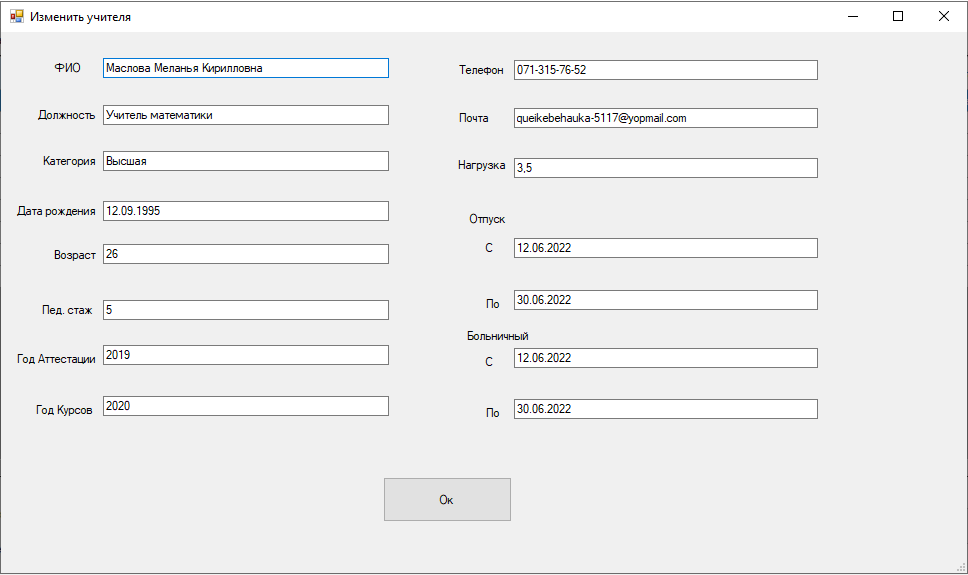 Изменить учителя
ФИО Маслова Меланья Кирилловна
Должность Учитель математики
Категория Высшая
Дата рождения 12.09.1995
Возраст 26
Пед. стаж 5
Год Аттестации 2019
Год Курсов 2020
Телефон 071-315-76-52
Почта queikebehauka-5117@yopmail.com
Нагрузка 3,5
Отпуск
С 12.06.2022
По 30.06.2022
Больничный
С 12.06.2022
По 30.06.2022
Ок